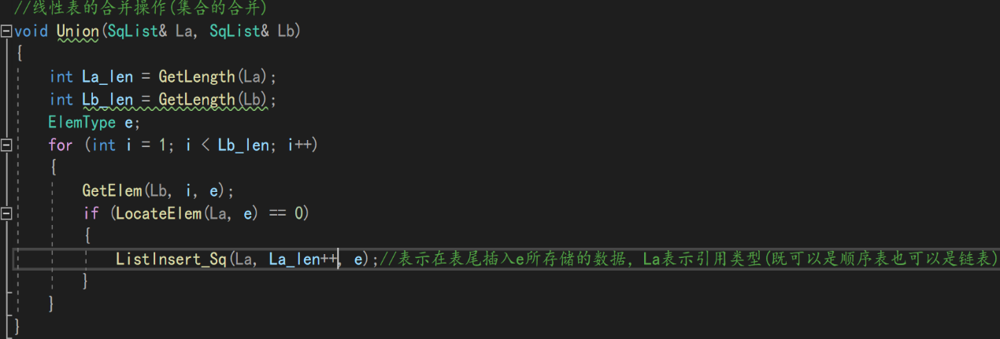 //线性表的合并操作(集合的合并)
void Union(SqList& La, SqList& Lb)
{
int La_len = GetLength(La);
int Lb_len = GetLength(Lb);
ElemType e;
for (int i = 1; i < Lb_len; i++)
{
GetElem(Lb, i, e);
if (LocateElem(La, e) == 0)
{
ListInsert_Sq(La, La_len++, e);//表示在表尾插入e所存储的数据，La表示引用类型(既可以是顺序表也可以是链表)
}
}
}